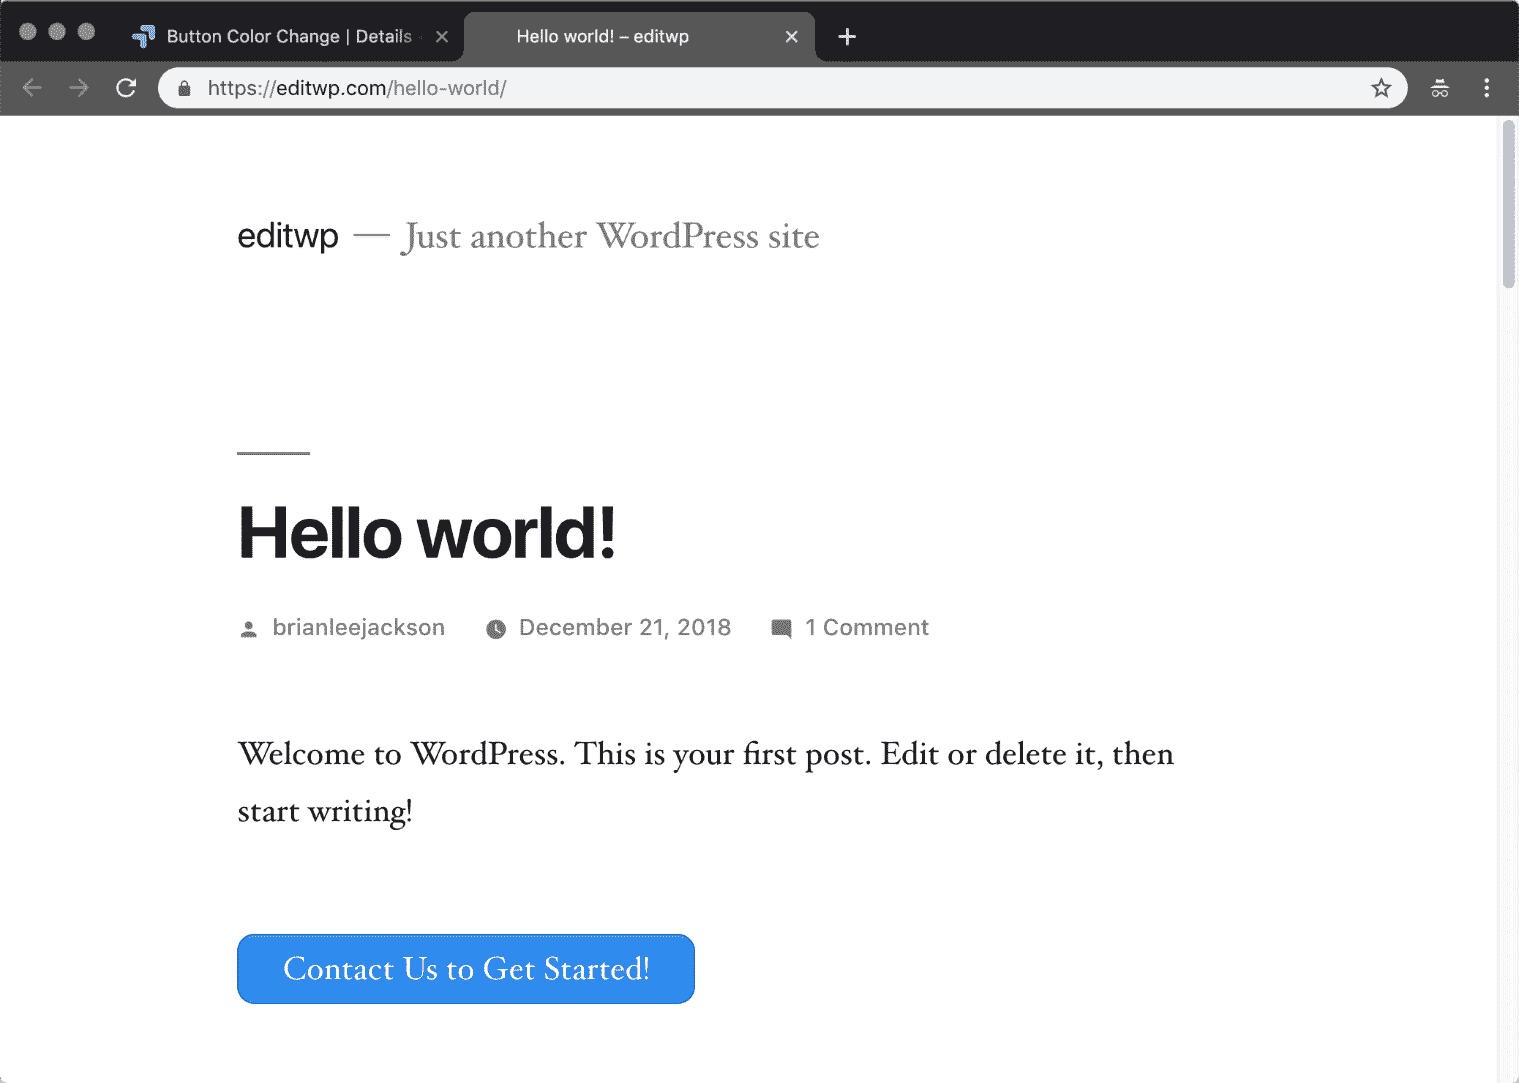 Button Color Change | Details
Hello world! – editwp
https://editwp.com/hello-world/
editwp — Just another WordPress site
Hello world!
brianleejackson December 21, 2018 1 Comment
Welcome to WordPress. This is your first post. Edit or delete it, then
start writing!
Contact Us to Get Started!